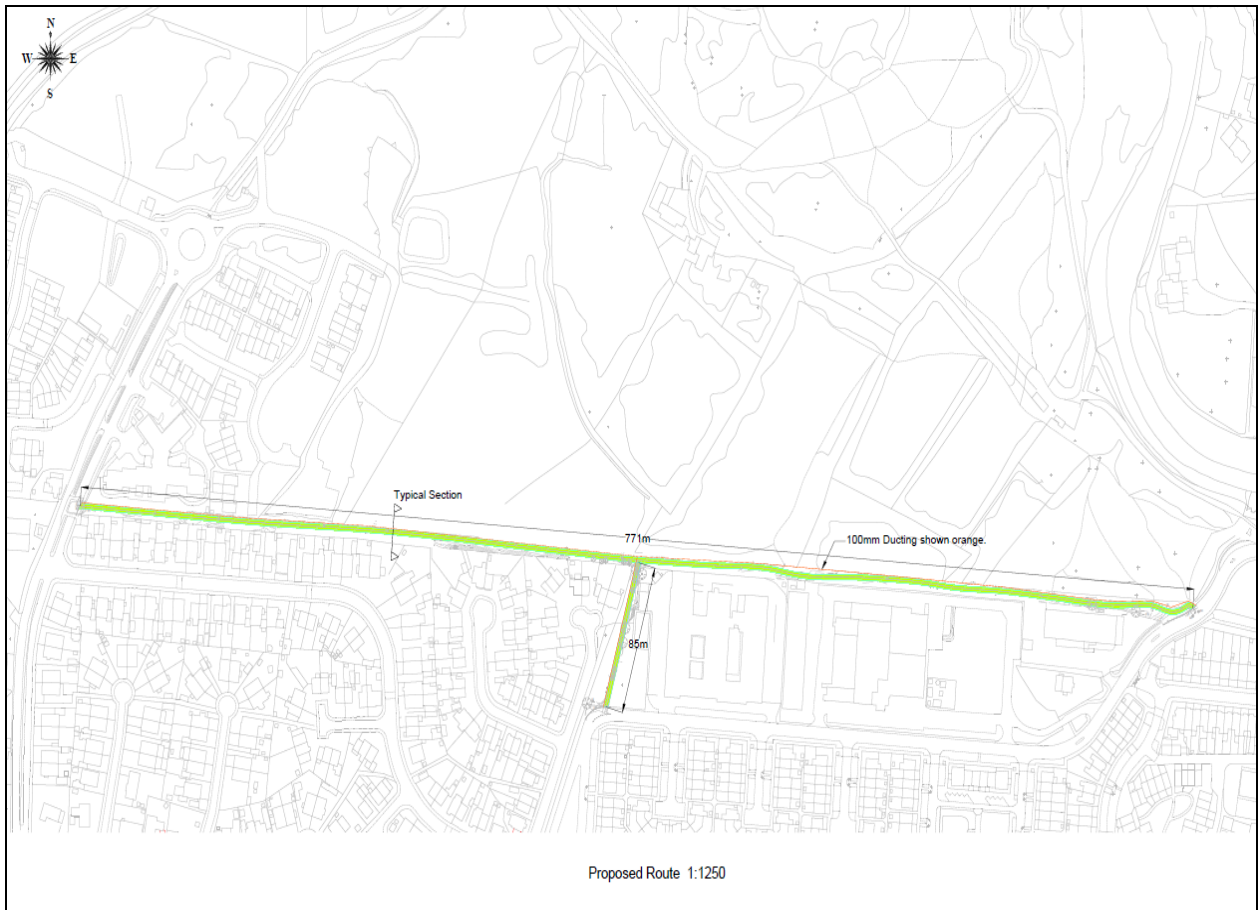 N
W E
S
Typical Section
771m
100mm Ducting shown orange.
85m
Proposed Route 1:1250